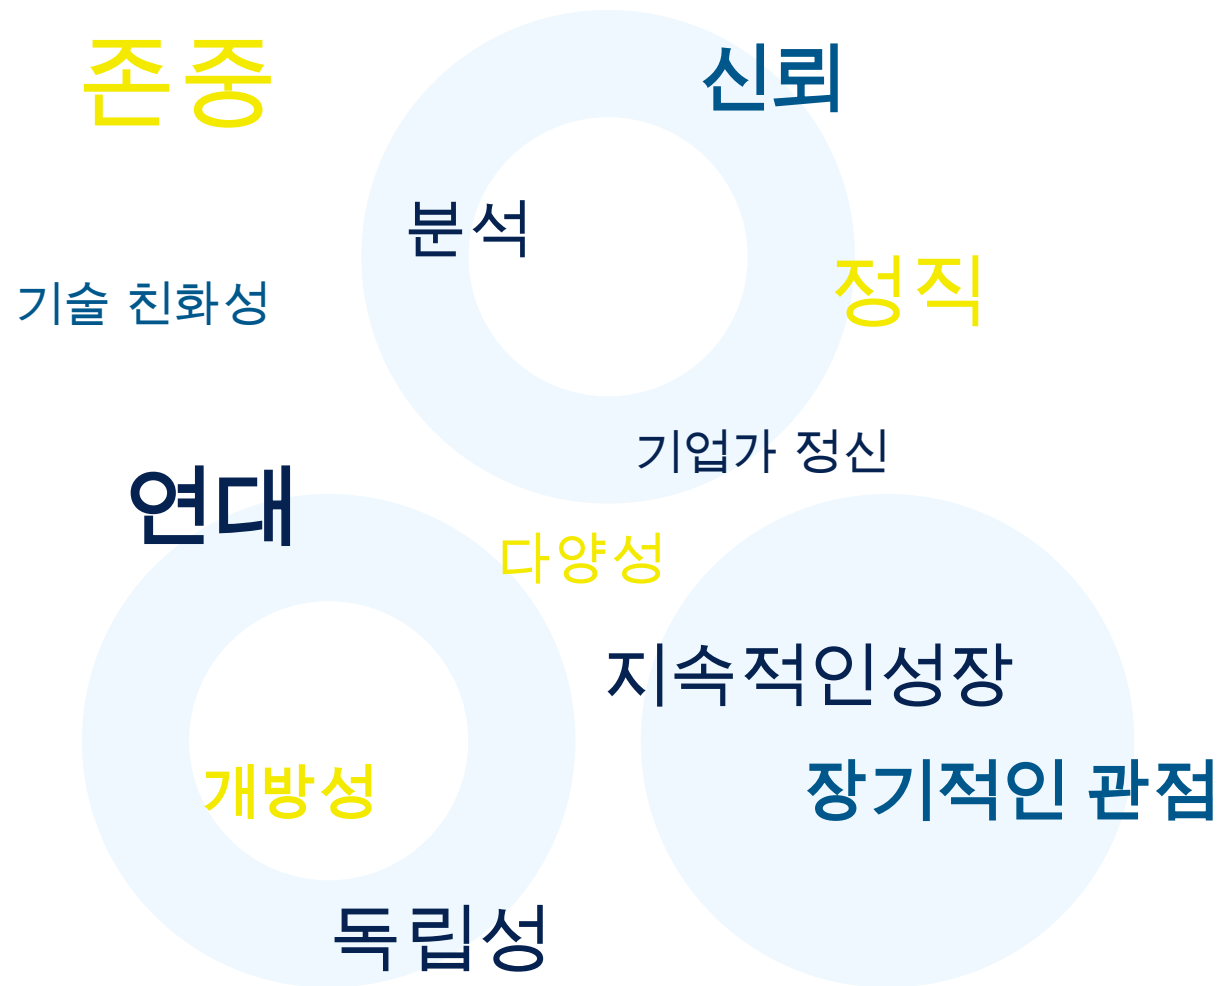 존중
신뢰
분석
정직
기술 친화성
기업가 정신
연대
다양성
지속적인성장
개방성
장기적인 관점
독립성